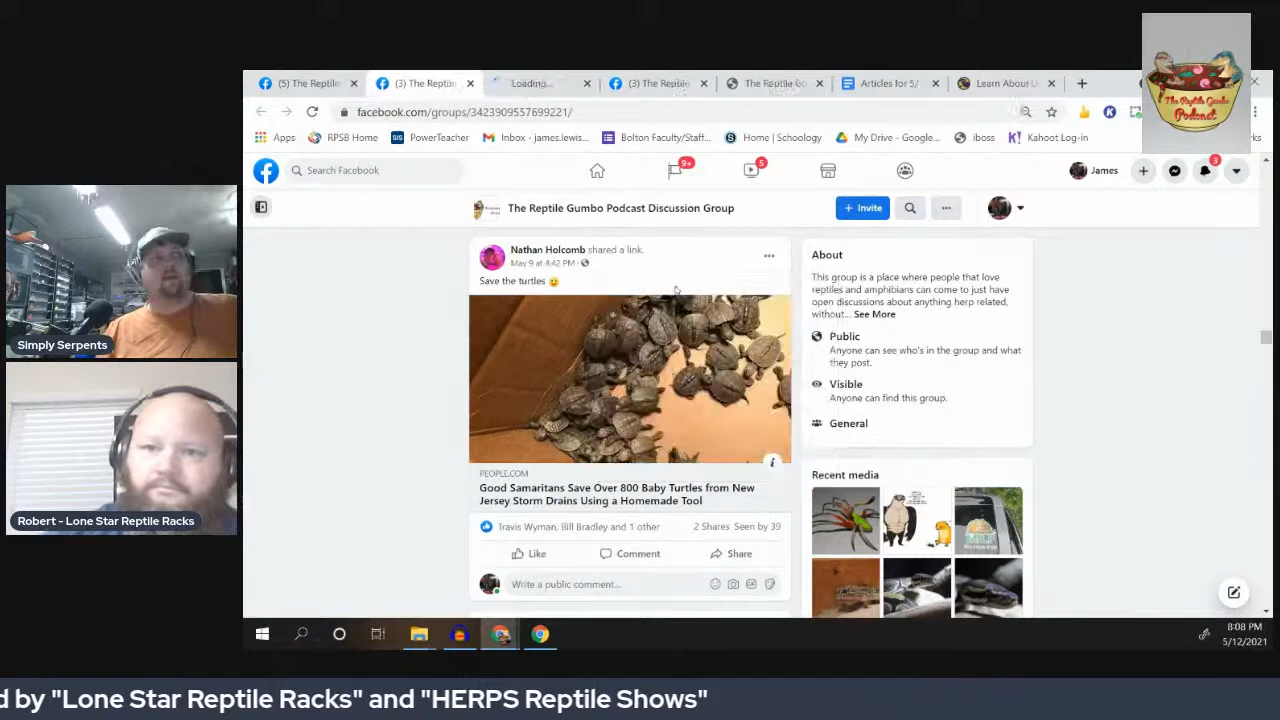 The Reptile Gumbo
Podcast
(5) The Reptile
(3) The Reptile
Loading...
(3) The Reptile
The Reptile Go
Articles for 5/
Learn About
facebook.com/groups/3423909557699221/
Apps
RPSB Home
PowerTeacher
Inbox - james.lewis...
Bolton Faculty/Staff...
Home | Schoology
My Drive - Google...
iboss
Kahoot Log-in
Search Facebook
9+
5
James
3
The Reptile Gumbo Podcast Discussion Group
+ Invite
Nathan Holcomb shared a link.
May 9 at 4:42 PM ·
Save the turtles 🙂
PEOPLE.COM
Good Samaritans Save Over 800 Baby Turtles from New
Jersey Storm Drains Using a Homemade Tool
Travis Wyman, Bill Bradley and 1 other
2 Shares Seen by 39
Like
Comment
Share
Write a public comment...
About
This group is a place where people that love
reptiles and amphibians can come to just have
open discussions about anything herp related,
without... See More
Public
Anyone can see who's in the group and what
they post.
Visible
Anyone can find this group.
General
Recent media
Simply Serpents
Robert - Lone Star Reptile Racks
8:08 PM
5/12/2021
d by "Lone Star Reptile Racks" and "HERPS Reptile Shows"